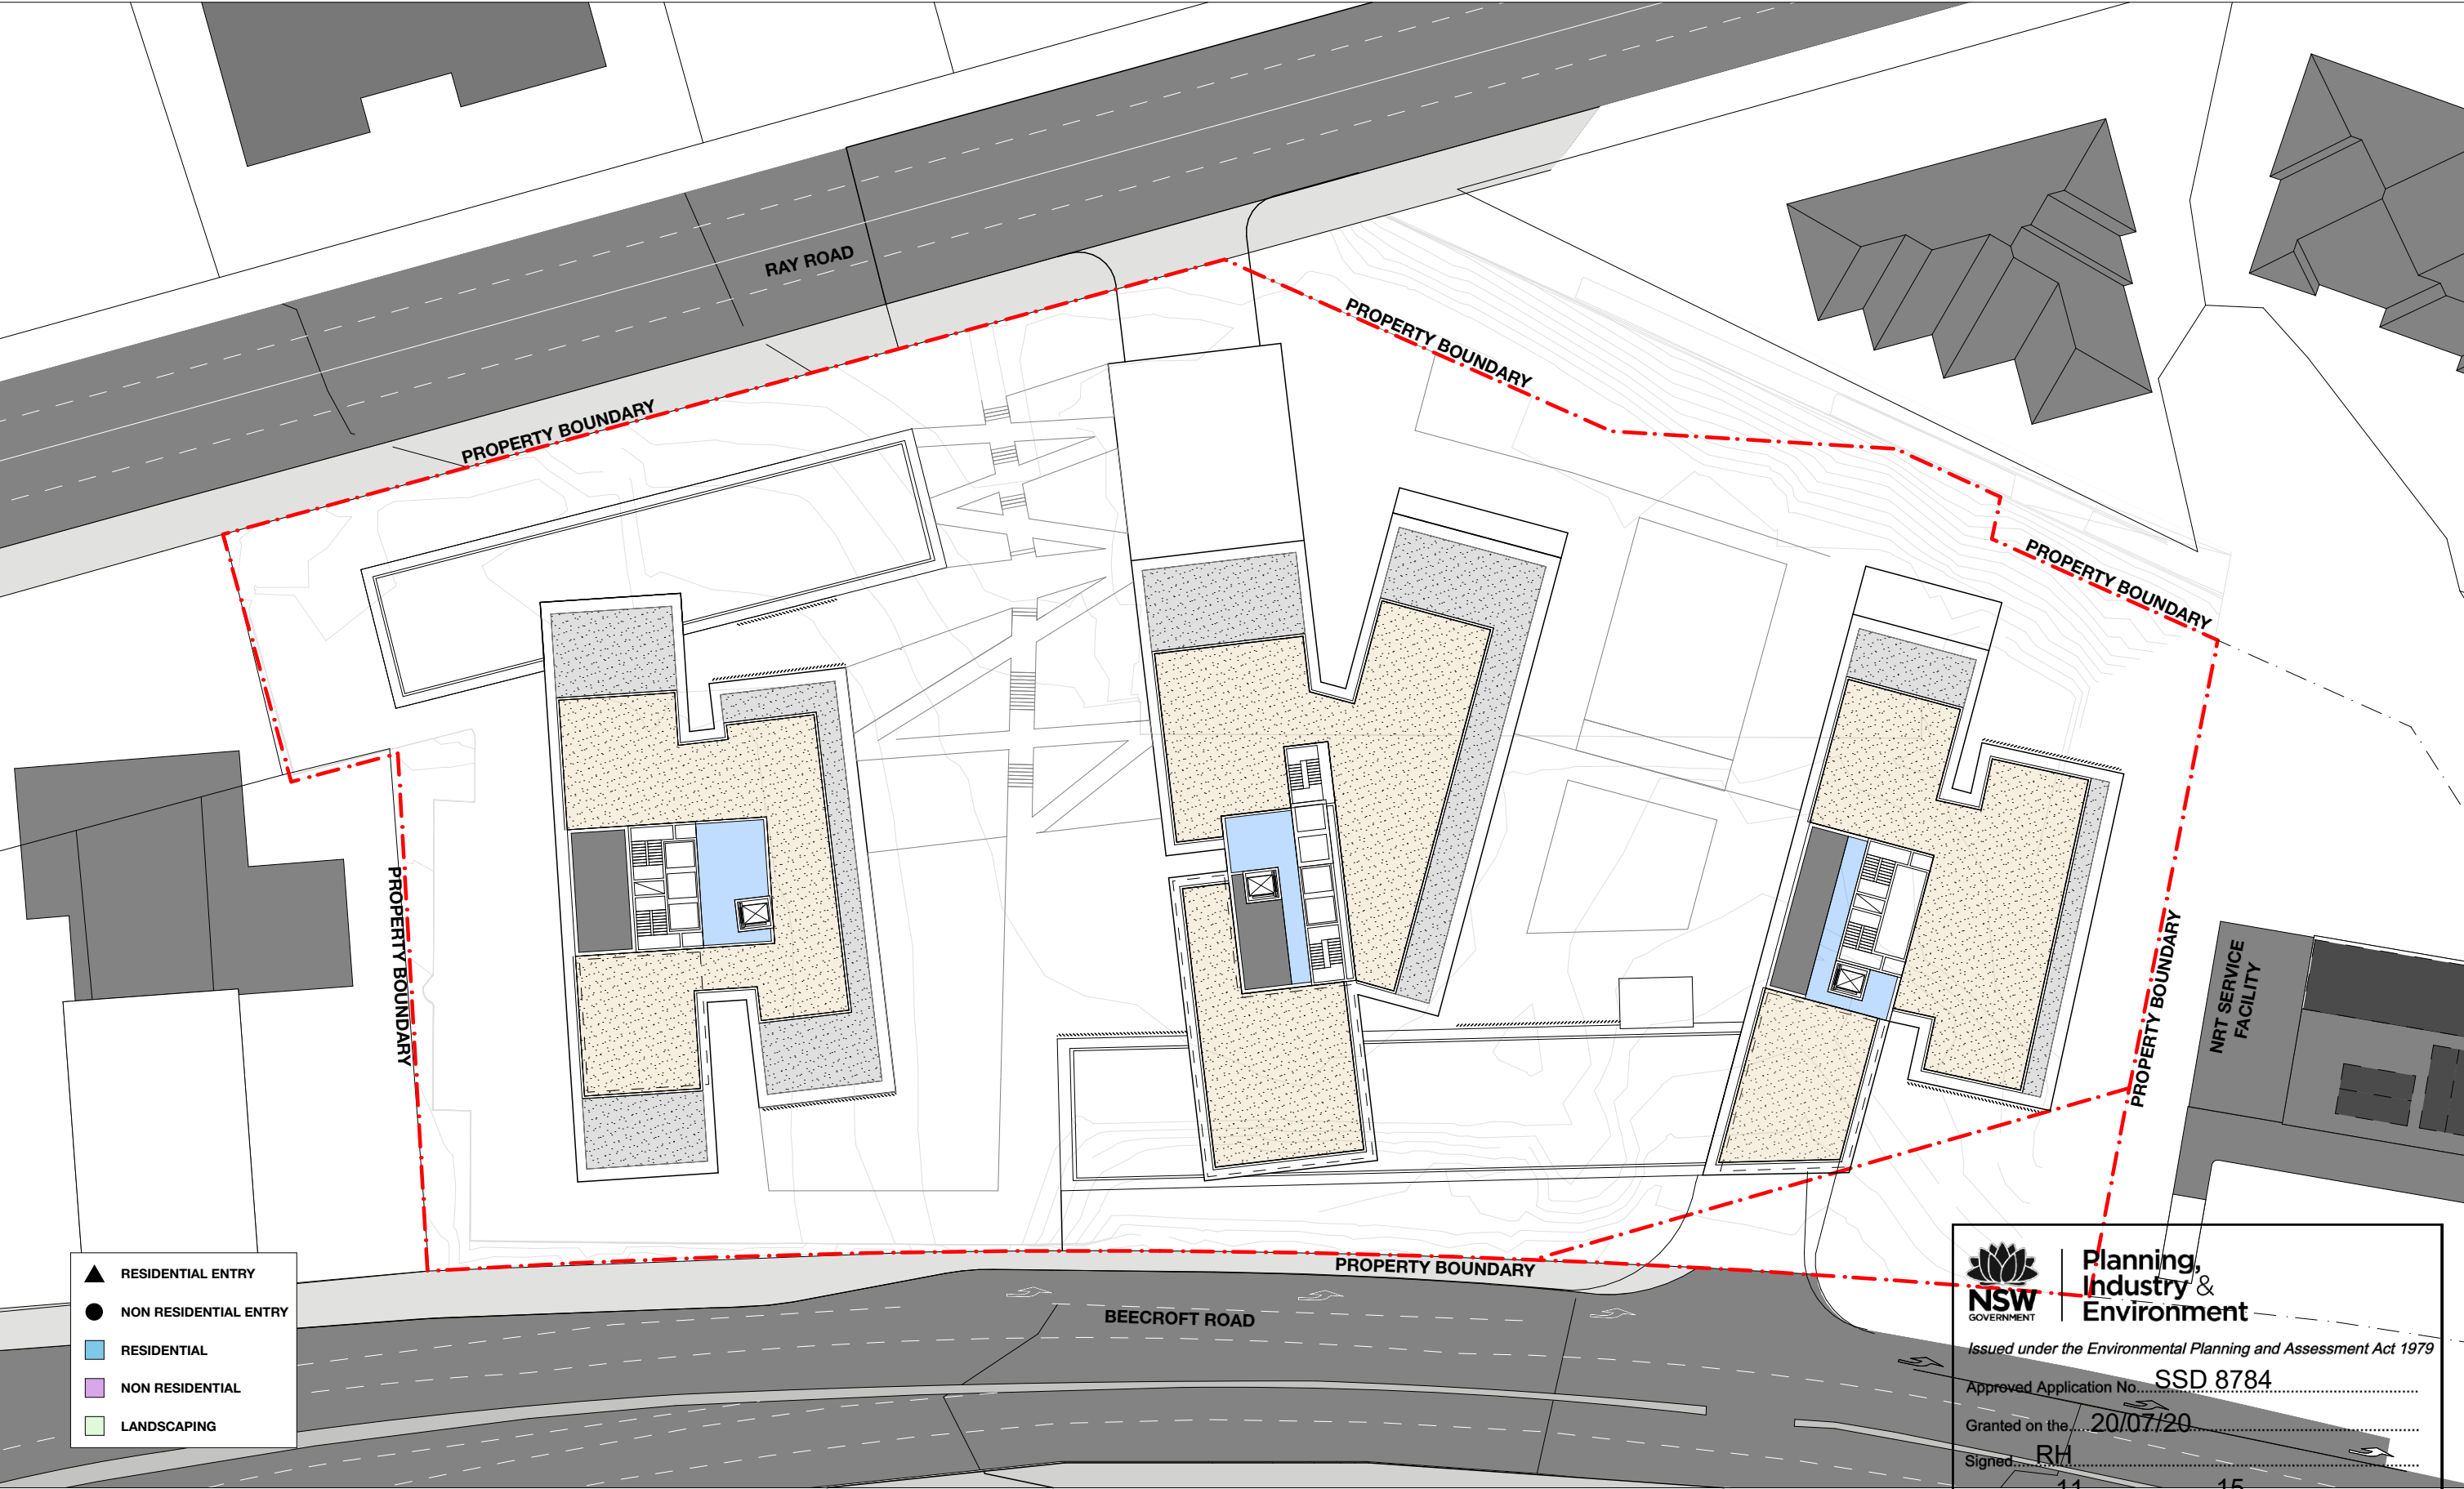 RAY ROAD
PROPERTY BOUNDARY
PROPERTY BOUNDARY
PROPERTY BOUNDARY
PROPERTY BOUNDARY
PROPERTY BOUNDARY
NRT SERVICE
FACILITY
PROPERTY BOUNDARY
BEECROFT ROAD
RESIDENTIAL ENTRY
NON RESIDENTIAL ENTRY
RESIDENTIAL
NON RESIDENTIAL
LANDSCAPING
NSW
GOVERNMENT
Planning,
Industry &
Environment
Issued under the Environmental Planning and Assessment Act 1979
Approved Application No. SSD 8784
Granted on the 20/07/20
Signed RH
11 15